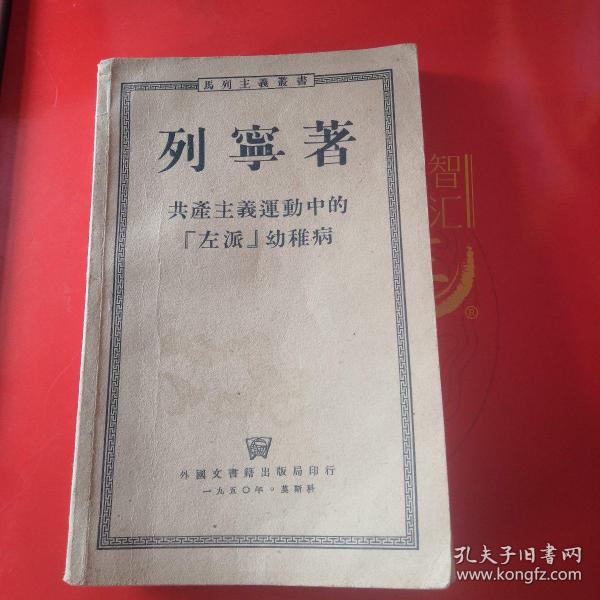 馬列主義叢書
列寧著
共產主義運動中的
『左派』幼稚病
外國文書籍出版局印行
一九五〇年。莫斯科
智
汇
®
孔夫子旧书网
www.kongfz.com